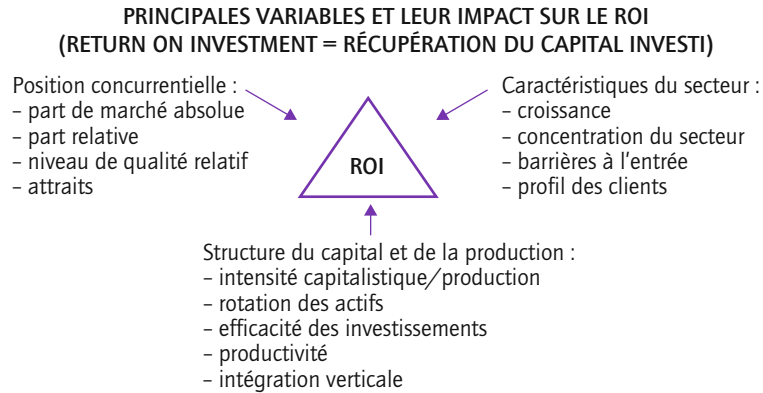 PRINCIPALES VARIABLES ET LEUR IMPACT SUR LE ROI
(RETURN ON INVESTMENT = RÉCUPÉRATION DU CAPITAL INVESTI)
Position concurrentielle :
– part de marché absolue
– part relative
– niveau de qualité relatif
– attraits
Caractéristiques du secteur :
– croissance
– concentration du secteur
– barrières à l'entrée
– profil des clients
ROI
Structure du capital et de la production :
– intensité capitalistique/production
– rotation des actifs
– efficacité des investissements
– productivité
– intégration verticale